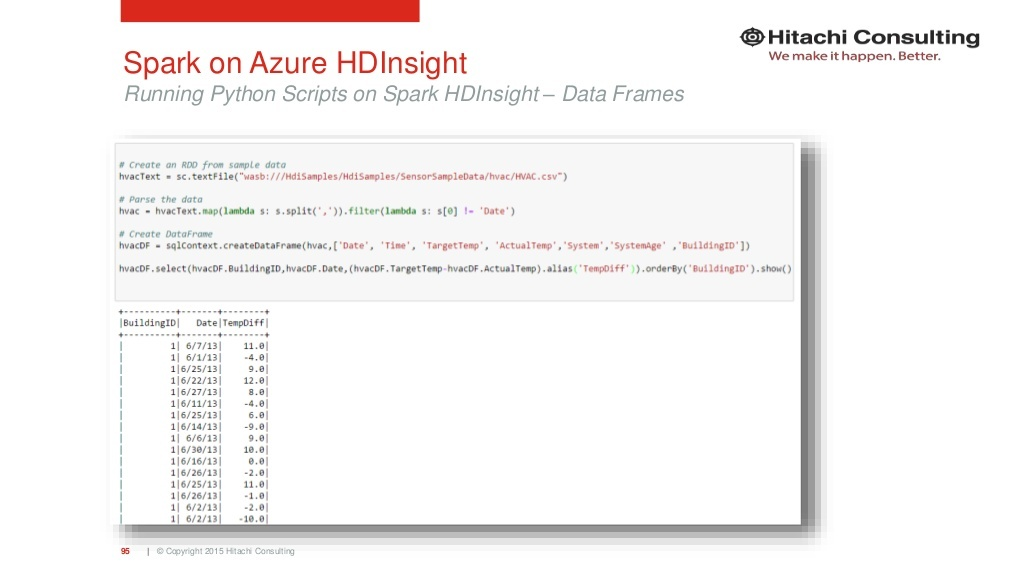 Hitachi Consulting
We make it happen. Better.
Spark on Azure HDInsight
Running Python Scripts on Spark HDInsight – Data Frames
# Create an RDD from sample data
hvacText = sc.textFile("wasb:///HdiSamples/HdiSamples/SensorSampleData/hvac/HVAC.csv")
# Parse the data
hvac = hvacText.map(lambda s: s.split(',')).filter(lambda s: s[0] != 'Date')
# Create DataFrame
hvacDF = sqlContext.createDataFrame(hvac,['Date', 'Time', 'TargetTemp', 'ActualTemp','System','SystemAge' ,'BuildingID'])
hvacDF.select(hvacDF.BuildingID,hvacDF.Date,(hvacDF.TargetTemp-hvacDF.ActualTemp).alias('TempDiff')).orderBy('BuildingID').show()
+----------+-------+--------+
|BuildingID|   Date|TempDiff|
+----------+-------+--------+
|         1| 6/7/13|    11.0|
|         1| 6/1/13|    -4.0|
|         1|6/25/13|     9.0|
|         1|6/22/13|    12.0|
|         1|6/27/13|     8.0|
|         1|6/11/13|    -4.0|
|         1|6/25/13|     6.0|
|         1|6/14/13|    -9.0|
|         1| 6/6/13|     9.0|
|         1|6/30/13|    10.0|
|         1|6/16/13|     0.0|
|         1|6/26/13|    -2.0|
|         1|6/25/13|    11.0|
|         1|6/26/13|    -1.0|
|         1| 6/2/13|    -2.0|
|         1| 6/2/13|   -10.0|
95 | © Copyright 2015 Hitachi Consulting